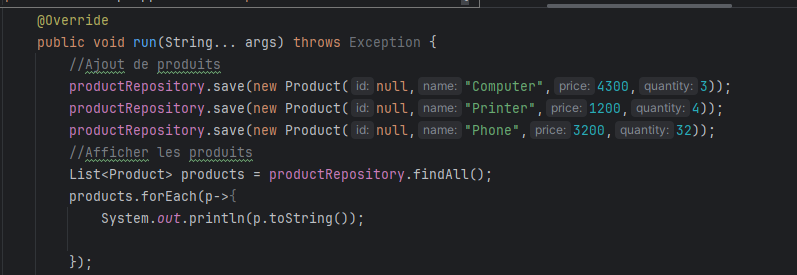 @Override
public void run(String... args) throws Exception {
//Ajout de produits
productRepository.save(new Product( id: null, name: "Computer", price: 4300, quantity: 3));
productRepository.save(new Product( id: null, name: "Printer", price: 1200, quantity: 4));
productRepository.save(new Product( id: null, name: "Phone", price: 3200, quantity: 32));
//Afficher les produits
List<Product> products = productRepository.findAll();
products.forEach(p->{
System.out.println(p.toString());
});